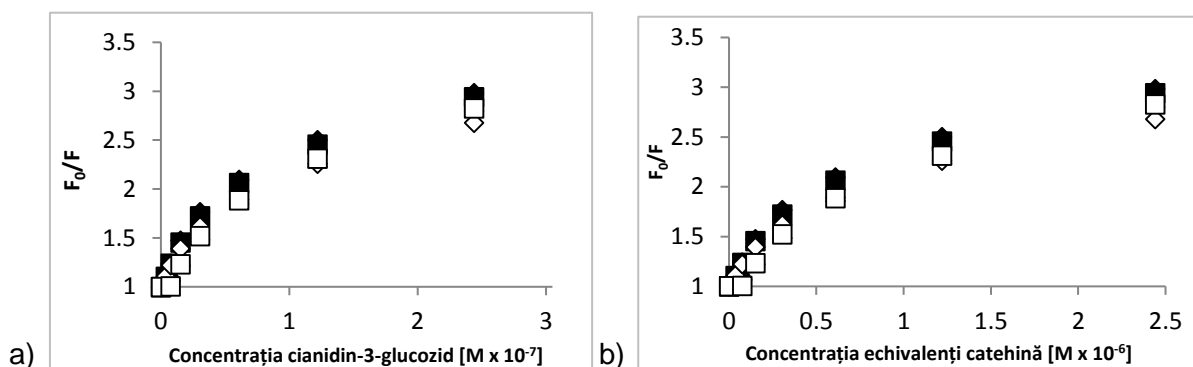 a)
F₀/F
3.5
3
2.5
2
1.5
1
0 1 2 3
Concentrația cianidin-3-glucozid [M x 10⁻⁷]
b)
F₀/F
3.5
3
2.5
2
1.5
1
0 0.5 1 1.5 2 2.5
Concentrația echivalenți catehină [M x 10⁻⁶]